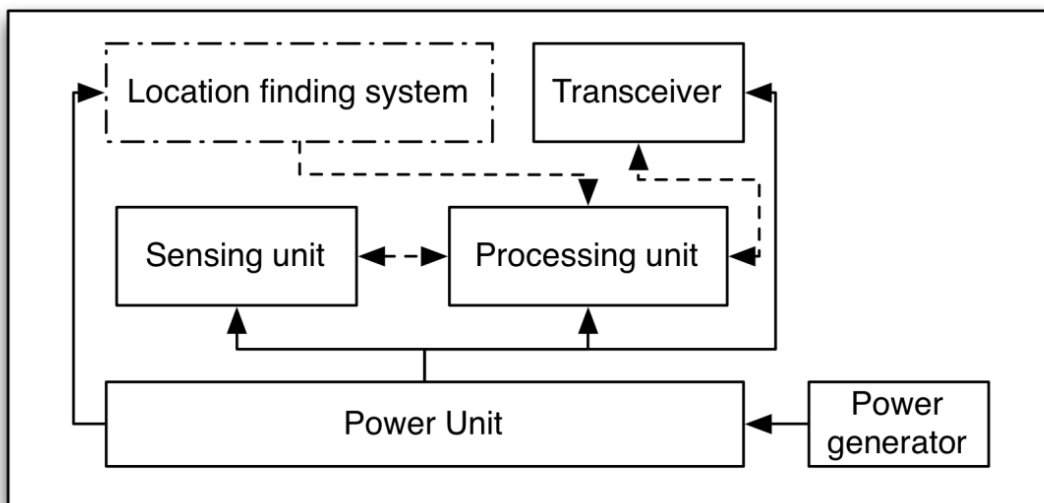 Location finding system
Transceiver
Sensing unit
Processing unit
Power Unit
Power
generator